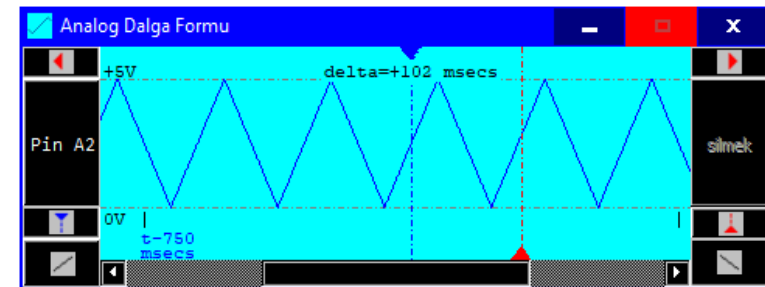 Analog Dalga Formu
+5V
delta=+102 msecs
Pin A2
silmek
0V
t-750
msecs